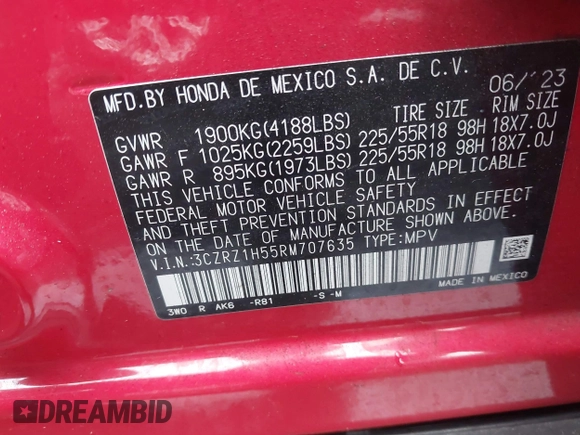 MFD. BY HONDA DE MEXICO S.A. DE C.V. 06/'23
TIRE SIZE RIM SIZE
GVWR 1900KG(4188LBS)
GAWR F 1025KG(2259LBS) 225/55R18 98H 18X7.0J
GAWR R 895KG(1973LBS) 225/55R18 98H 18X7.0J
THIS VEHICLE CONFORMS TO ALL APPLICABLE
FEDERAL MOTOR VEHICLE SAFETY
AND THEFT PREVENTION STANDARDS IN EFFECT
ON THE DATE OF MANUFACTURE SHOWN ABOVE.
V.I.N.:3CZRZ1H55RM707635 TYPE:MPV
3W0 R AK6 -R81 -S -M
MADE IN MEXICO
DREAMBID